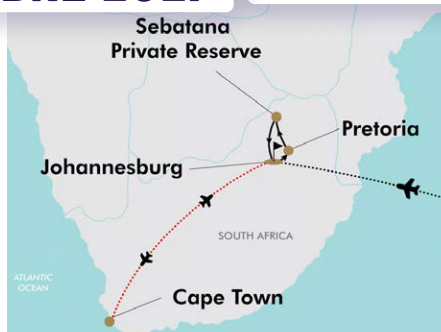 Sebatana
Private Reserve
Pretoria
Johannesburg
SOUTH AFRICA
ATLANTIC
OCEAN
Cape Town